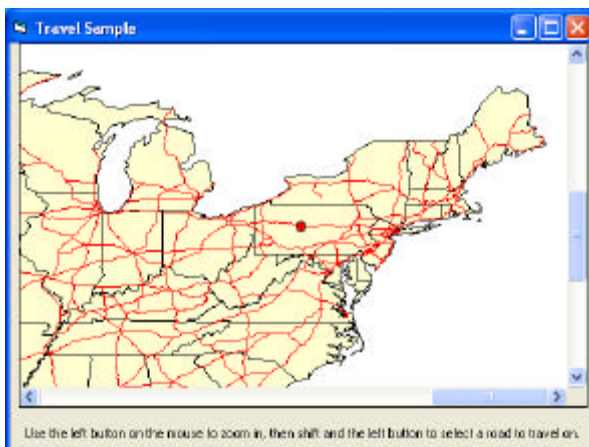 Travel Sample
Use the left button on the mouse to zoom in, then shift and the left button to select a road to travel on.